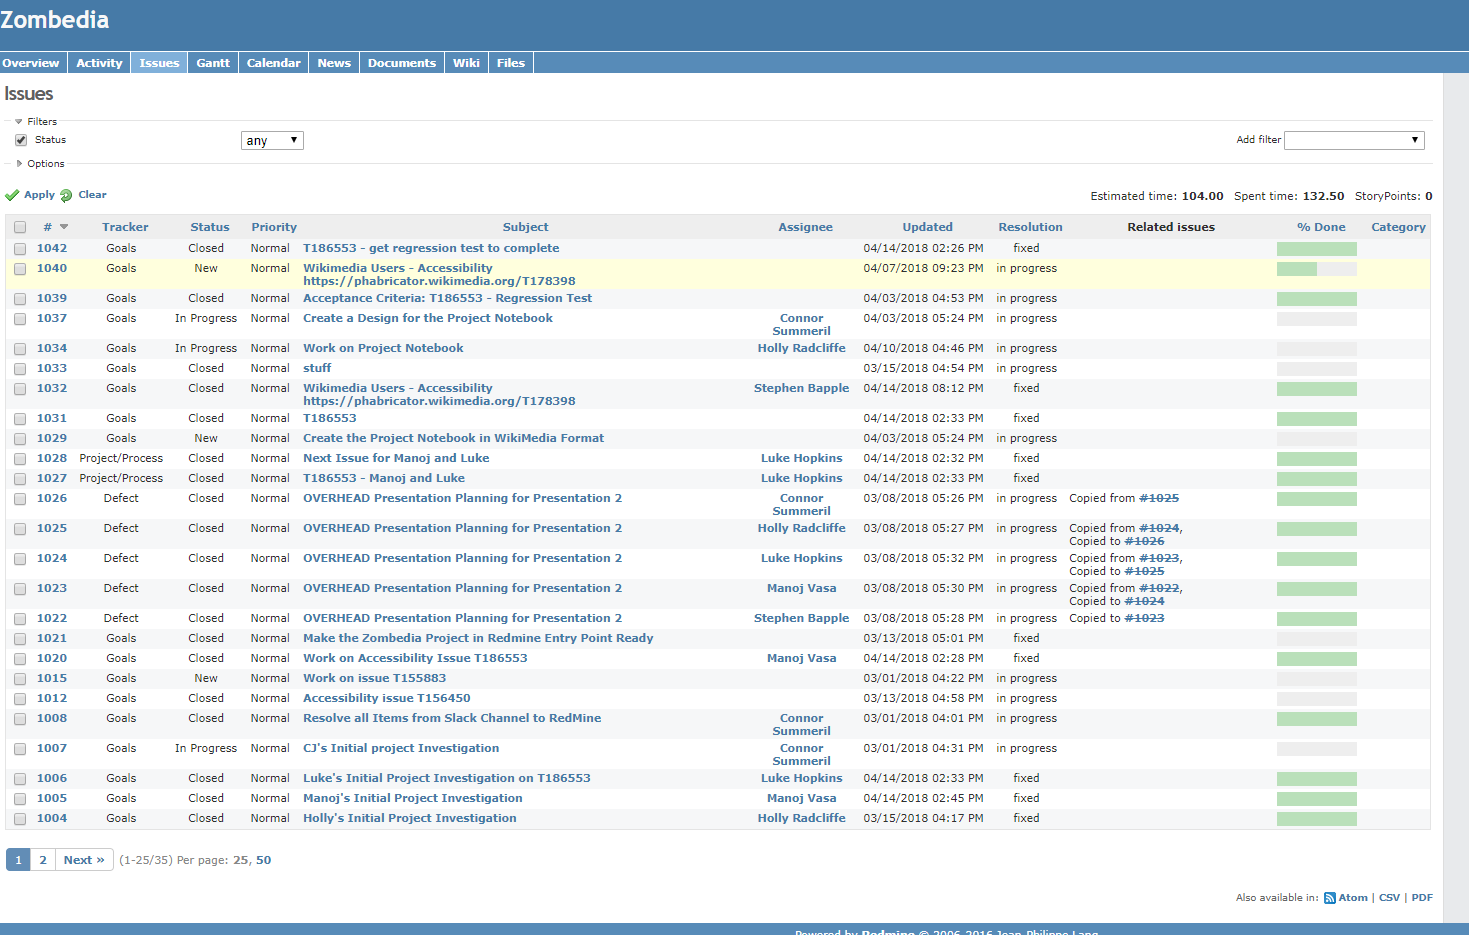 Zombedia
Overview Activity Issues Gantt Calendar News Documents Wiki Files
Issues
Filters
Status any Add filter
Options
Apply Clear Estimated time: 104.00 Spent time: 132.50 StoryPoints: 0
# Tracker Status Priority Subject Assignee Updated Resolution Related issues % Done Category
1042 Goals Closed Normal T186553 - get regression test to complete 04/14/2018 02:26 PM fixed
1040 Goals New Normal Wikimedia Users - Accessibility 04/07/2018 09:23 PM in progress
https://phabricator.wikimedia.org/T178398
1039 Goals Closed Normal Acceptance Criteria: T186553 - Regression Test 04/03/2018 04:53 PM in progress
1037 Goals In Progress Normal Create a Design for the Project Notebook Connor 04/03/2018 05:24 PM in progress
Summeril
1034 Goals In Progress Normal Work on Project Notebook Holly Radcliffe 04/10/2018 04:46 PM in progress
1033 Goals Closed Normal stuff 03/15/2018 04:54 PM in progress
1032 Goals Closed Normal Wikimedia Users - Accessibility Stephen Bapple 04/14/2018 08:12 PM fixed
https://phabricator.wikimedia.org/T178398
1031 Goals Closed Normal T186553 04/14/2018 02:33 PM fixed
1029 Goals New Normal Create the Project Notebook in WikiMedia Format 04/03/2018 05:24 PM in progress
1028 Project/Process Closed Normal Next Issue for Manoj and Luke Luke Hopkins 04/14/2018 02:32 PM fixed
1027 Project/Process Closed Normal T186553 - Manoj and Luke Luke Hopkins 04/14/2018 02:33 PM fixed
1026 Defect Closed Normal OVERHEAD Presentation Planning for Presentation 2 Connor 03/08/2018 05:26 PM in progress Copied from #1025
Summeril
1025 Defect Closed Normal OVERHEAD Presentation Planning for Presentation 2 Holly Radcliffe 03/08/2018 05:27 PM in progress Copied from #1024,
Copied to #1026
1024 Defect Closed Normal OVERHEAD Presentation Planning for Presentation 2 Luke Hopkins 03/08/2018 05:32 PM in progress Copied from #1023,
Copied to #1025
1023 Defect Closed Normal OVERHEAD Presentation Planning for Presentation 2 Manoj Vasa 03/08/2018 05:30 PM in progress Copied from #1022,
Copied to #1024
1022 Defect Closed Normal OVERHEAD Presentation Planning for Presentation 2 Stephen Bapple 03/08/2018 05:28 PM in progress Copied to #1023
1021 Goals Closed Normal Make the Zombedia Project in Redmine Entry Point Ready 03/13/2018 05:01 PM fixed
1020 Goals Closed Normal Work on Accessibility Issue T186553 Manoj Vasa 04/14/2018 02:28 PM fixed
1015 Goals New Normal Work on issue T155883 03/01/2018 04:22 PM in progress
1012 Goals Closed Normal Accessibility issue T156450 03/13/2018 04:58 PM in progress
1008 Goals Closed Normal Resolve all Items from Slack Channel to RedMine Connor 03/01/2018 04:01 PM in progress
Summeril
1007 Goals In Progress Normal CJ's Initial project Investigation Connor 03/01/2018 04:31 PM in progress
Summeril
1006 Goals Closed Normal Luke's Initial Project Investigation on T186553 Luke Hopkins 04/14/2018 02:33 PM fixed
1005 Goals Closed Normal Manoj's Initial Project Investigation Manoj Vasa 04/14/2018 02:45 PM fixed
1004 Goals Closed Normal Holly's Initial Project Investigation Holly Radcliffe 03/15/2018 04:17 PM fixed
1 2 Next » (1-25/35) Per page: 25, 50
Also available in: Atom | CSV | PDF
Powered by Redmine © 2006-2016 Jean-Philippe Lang